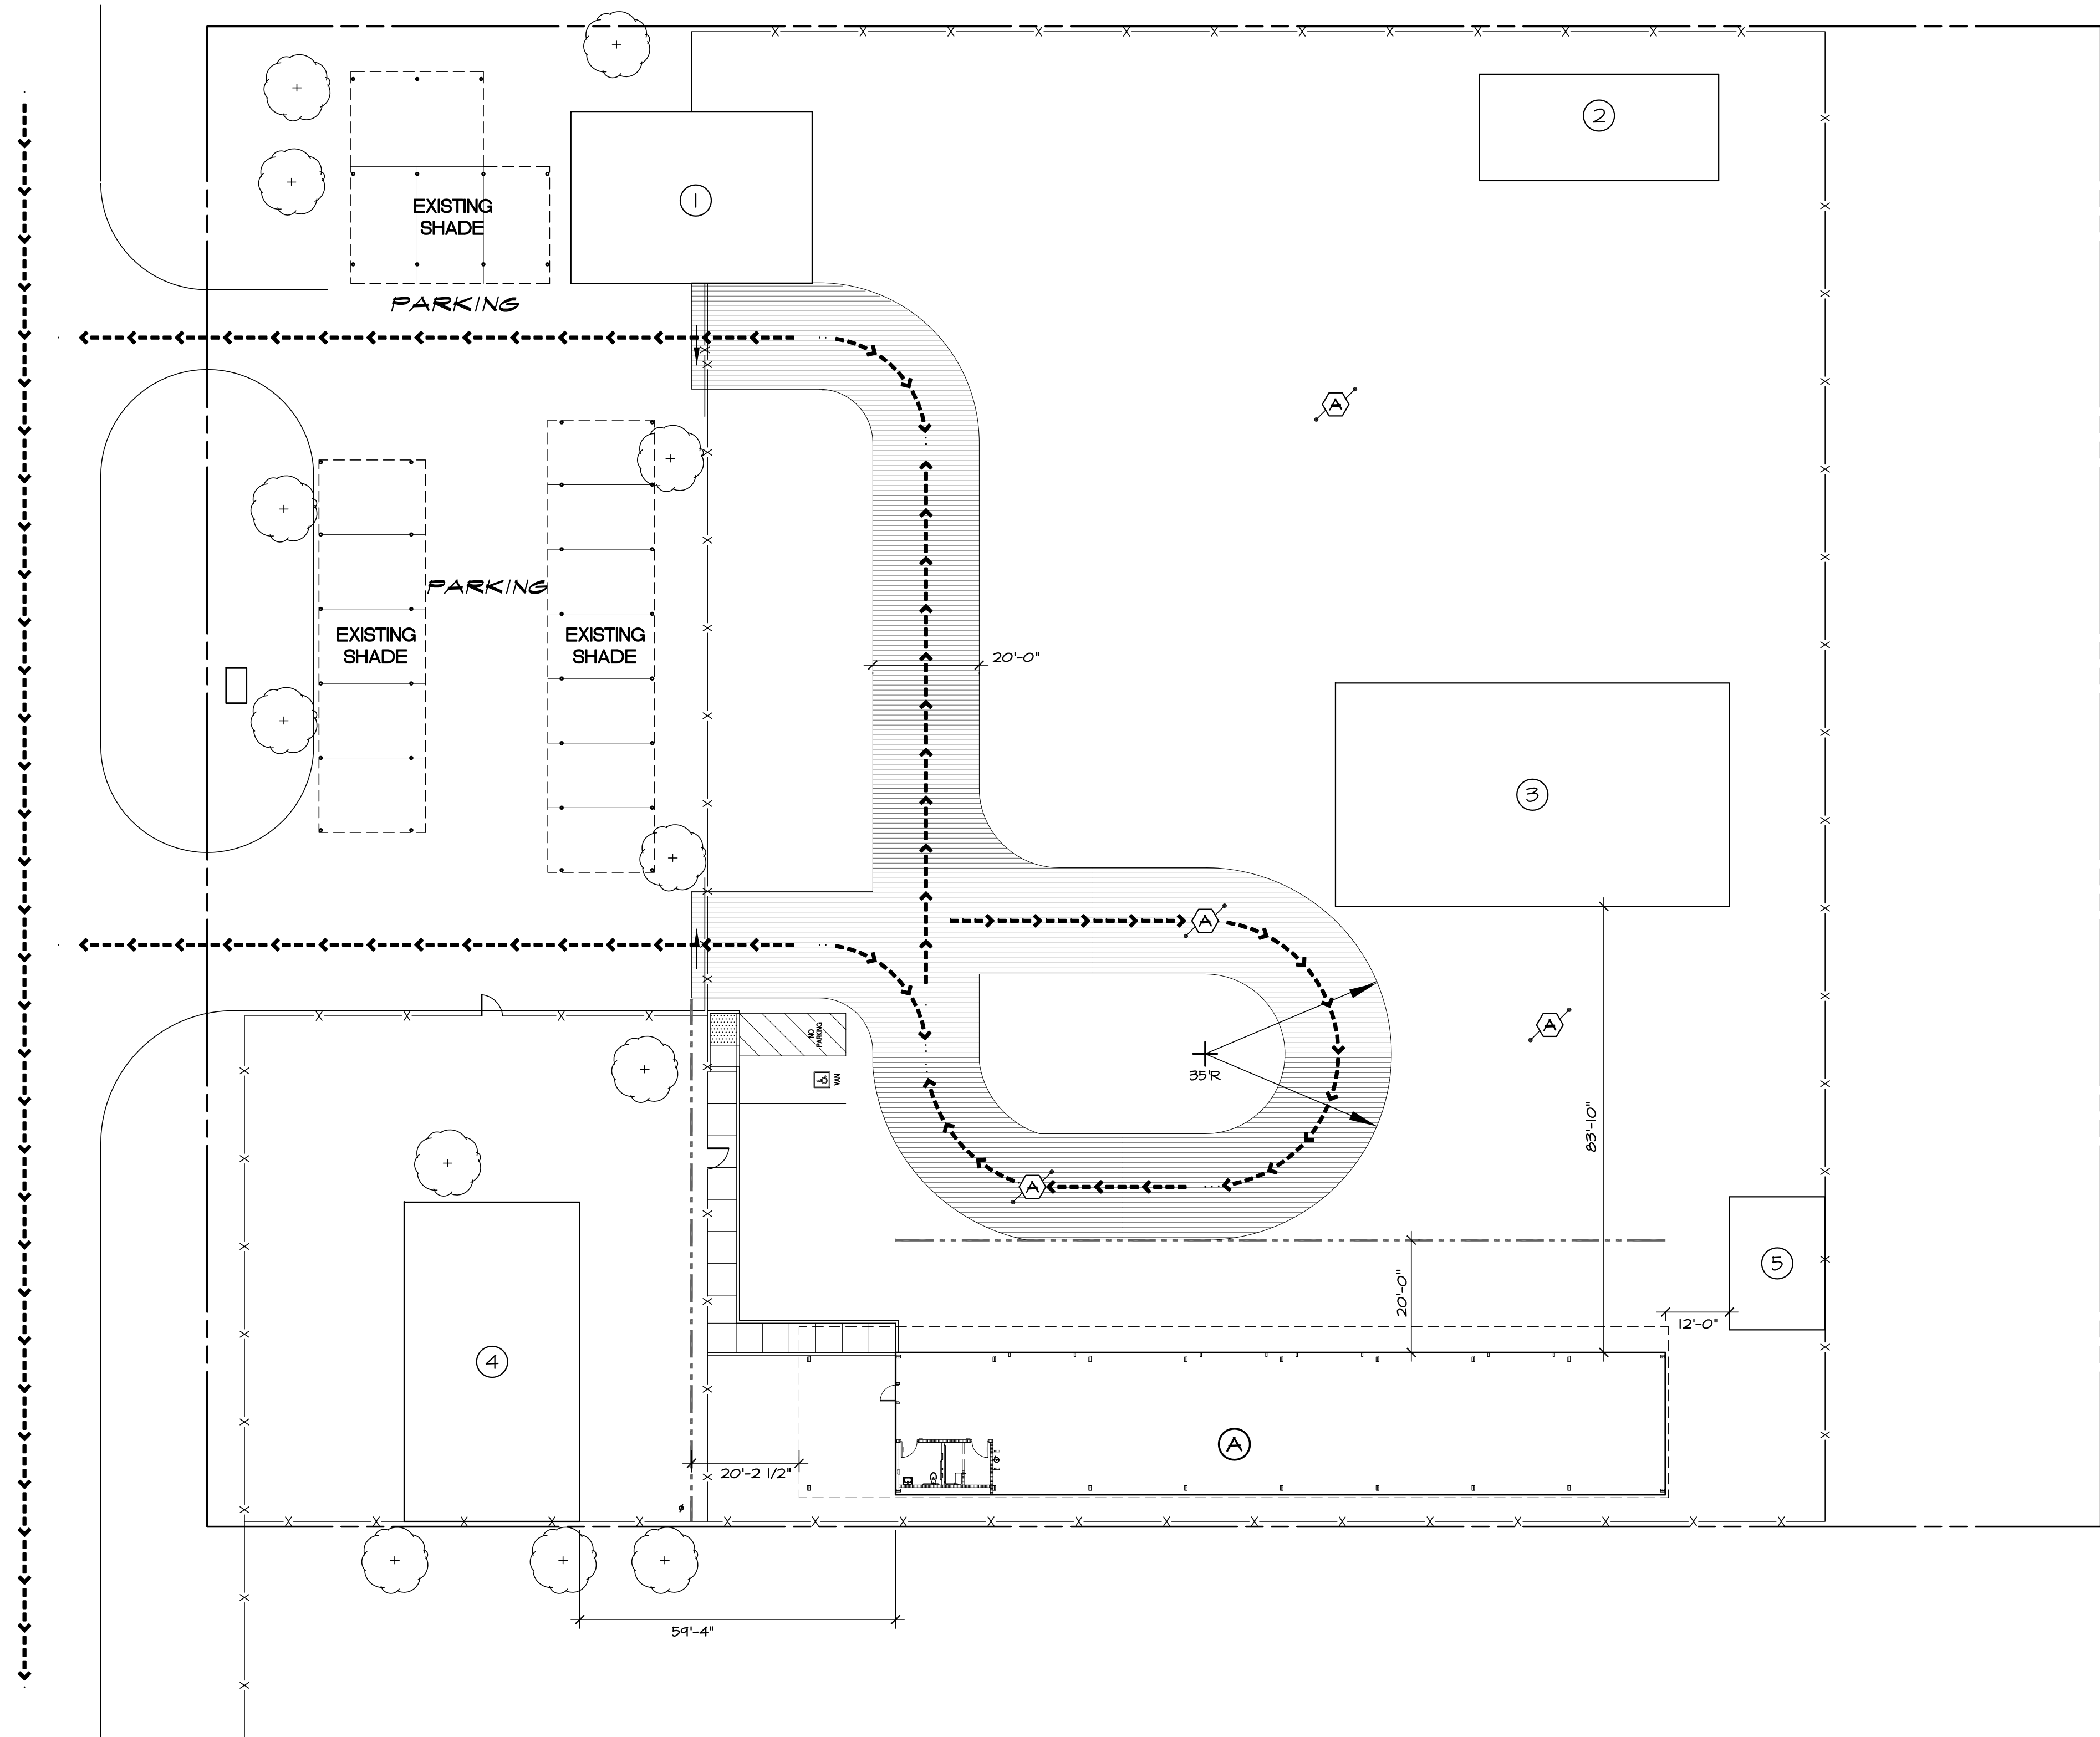 2
1
EXISTING
SHADE
PARKING
A
PARKING
EXISTING
SHADE
EXISTING
SHADE
20'-0"
3
A
A
NO
PARKING
VAN
35'R
83'-10"
A
20'-0"
5
12'-0"
4
A
20'-2 1/2"
59'-4"